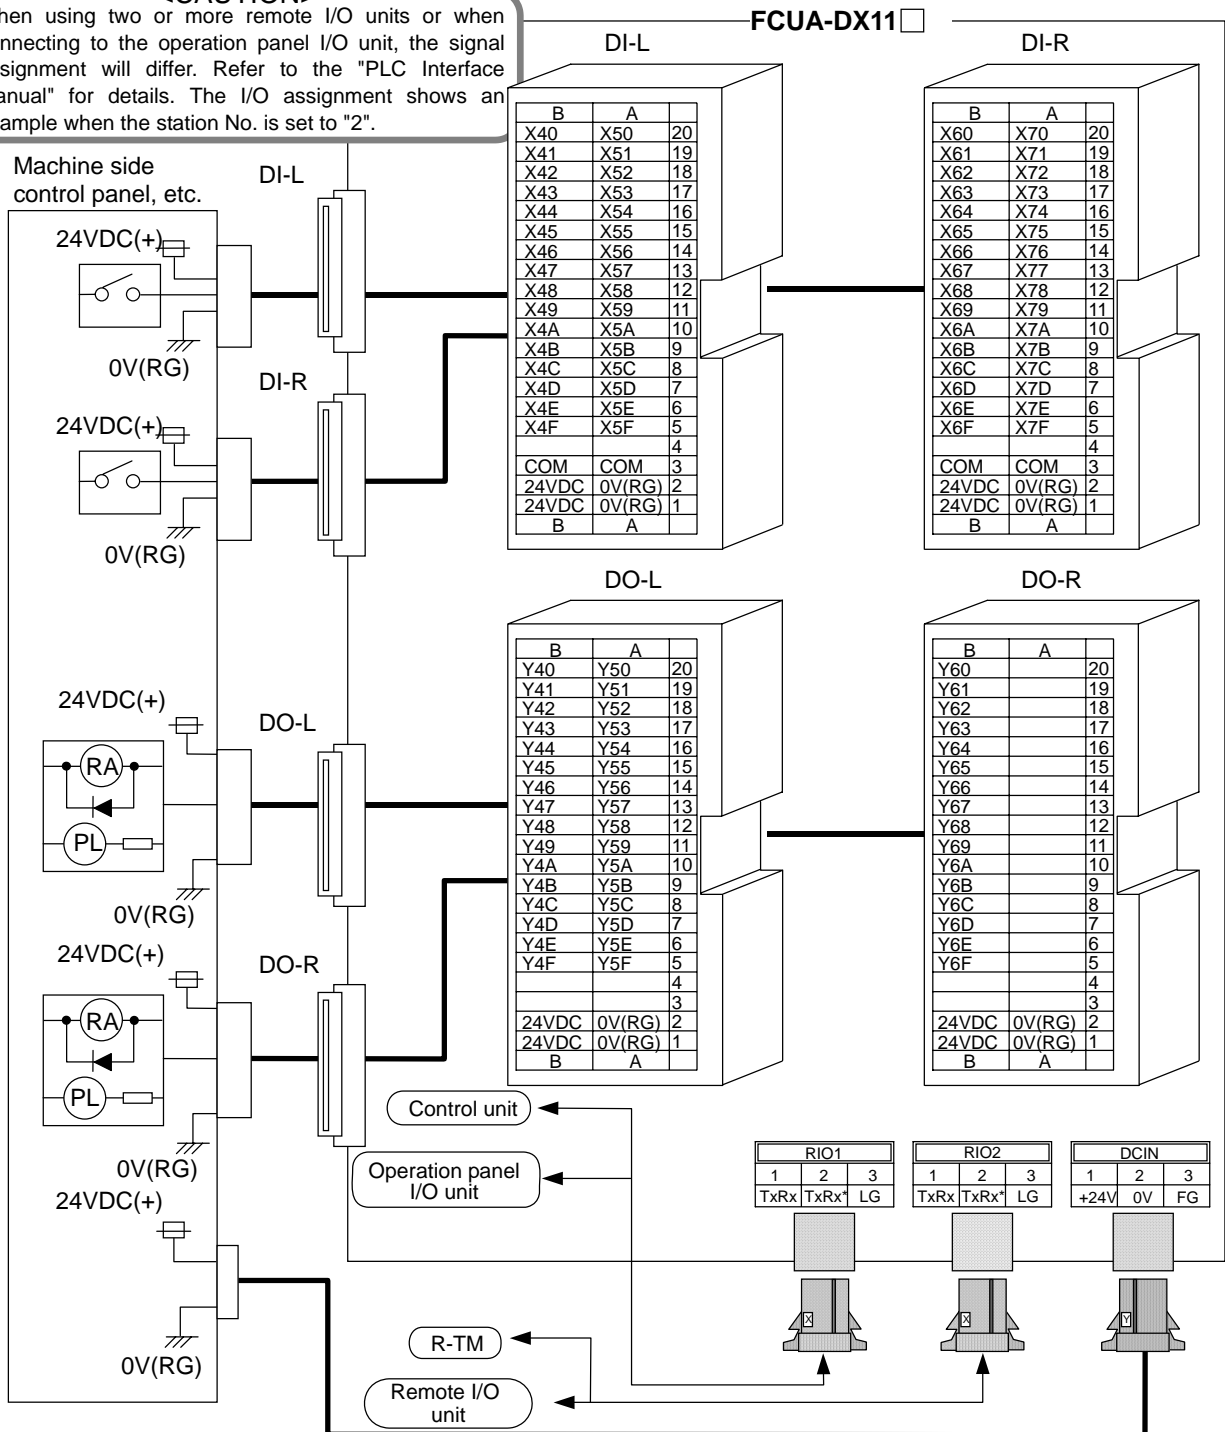 <CAUTION>
using two or more remote I/O units or when
to the operation panel I/O unit, the signal
will differ. Refer to the "PLC Interface
for details. The I/O assignment shows an
when the station No. is set to "2".
FCUA-DX11□
DI-L
DI-R
B A
X40 X50 20
X41 X51 19
X42 X52 18
X43 X53 17
X44 X54 16
X45 X55 15
X46 X56 14
X47 X57 13
X48 X58 12
X49 X59 11
X4A X5A 10
X4B X5B 9
X4C X5C 8
X4D X5D 7
X4E X5E 6
X4F X5F 5
4
COM COM 3
24VDC 0V(RG) 2
24VDC 0V(RG) 1
B A
B A
X60 X70 20
X61 X71 19
X62 X72 18
X63 X73 17
X64 X74 16
X65 X75 15
X66 X76 14
X67 X77 13
X68 X78 12
X69 X79 11
X6A X7A 10
X6B X7B 9
X6C X7C 8
X6D X7D 7
X6E X7E 6
X6F X7F 5
4
COM COM 3
24VDC 0V(RG) 2
24VDC 0V(RG) 1
B A
Machine side
control panel, etc.
DI-L
24VDC(+)
0V(RG)
DI-R
24VDC(+)
0V(RG)
DO-L
DO-R
B A
Y40 Y50 20
Y41 Y51 19
Y42 Y52 18
Y43 Y53 17
Y44 Y54 16
Y45 Y55 15
Y46 Y56 14
Y47 Y57 13
Y48 Y58 12
Y49 Y59 11
Y4A Y5A 10
Y4B Y5B 9
Y4C Y5C 8
Y4D Y5D 7
Y4E Y5E 6
Y4F Y5F 5
4
3
24VDC 0V(RG) 2
24VDC 0V(RG) 1
B A
B A
Y60 20
Y61 19
Y62 18
Y63 17
Y64 16
Y65 15
Y66 14
Y67 13
Y68 12
Y69 11
Y6A 10
Y6B 9
Y6C 8
Y6D 7
Y6E 6
Y6F 5
4
3
24VDC 0V(RG) 2
24VDC 0V(RG) 1
B A
24VDC(+)
DO-L
RA
PL
0V(RG)
24VDC(+)
DO-R
RA
PL
0V(RG)
24VDC(+)
0V(RG)
Control unit
Operation panel
I/O unit
RIO1
1 2 3
TxRx TxRx* LG
RIO2
1 2 3
TxRx TxRx* LG
DCIN
1 2 3
+24V 0V FG
X
X
Y
R-TM
Remote I/O
unit